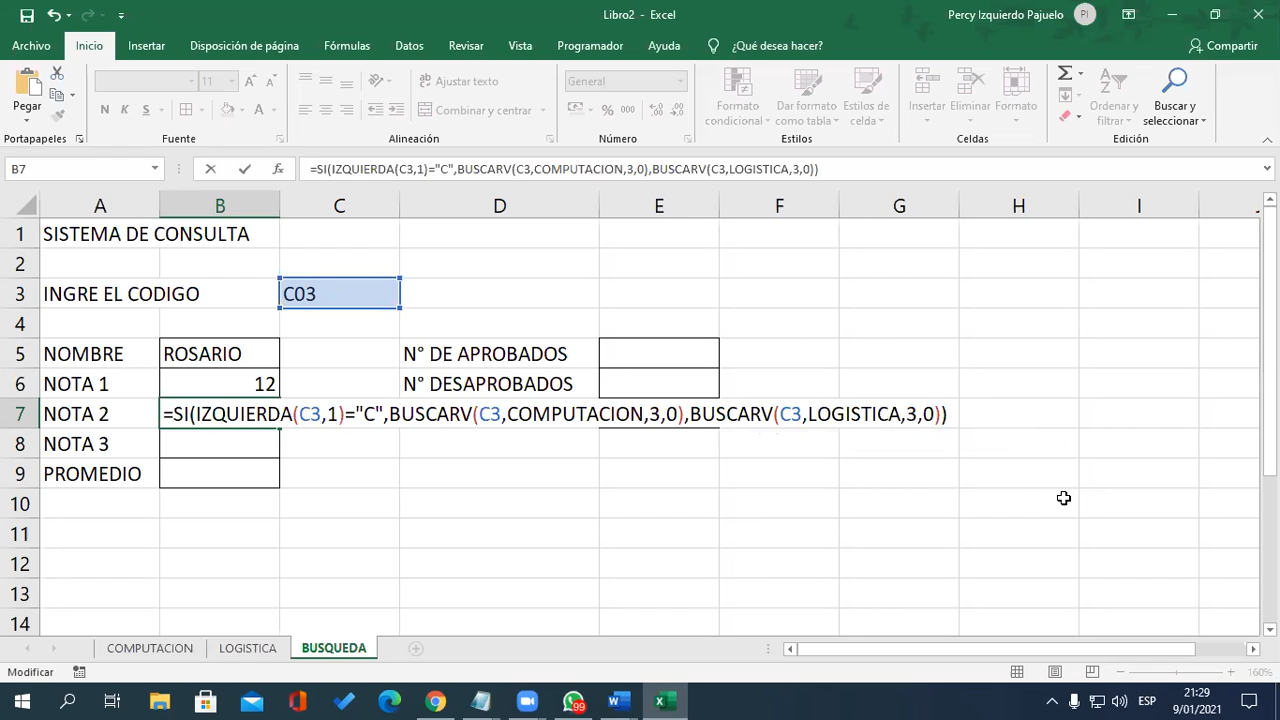 Libro2 - Excel
Percy Izquierdo Pajuelo
PI
Archivo
Inicio
Insertar
Disposición de página
Fórmulas
Datos
Revisar
Vista
Programador
Ayuda
¿Qué desea hacer?
Compartir
Pegar
11
Ajustar texto
General
N
K
S
Combinar y centrar
%
000
Formato condicional
Dar formato como tabla
Estilos de celda
Insertar
Eliminar
Formato
Ordenar y filtrar
Buscar y seleccionar
Portapapeles
Fuente
Alineación
Número
Estilos
Celdas
Edición
B7
fx
=SI(IZQUIERDA(C3,1)="C",BUSCARV(C3,COMPUTACION,3,0),BUSCARV(C3,LOGISTICA,3,0))
A B C D E F G H I
1 SISTEMA DE CONSULTA
2
3 INGRE EL CODIGO C03
4
5 NOMBRE ROSARIO N° DE APROBADOS
6 NOTA 1 12 N° DESAPROBADOS
7 NOTA 2 =SI(IZQUIERDA(C3,1)="C",BUSCARV(C3,COMPUTACION,3,0),BUSCARV(C3,LOGISTICA,3,0))
8 NOTA 3
9 PROMEDIO
10
11
12
13
14
COMPUTACION
LOGISTICA
BUSQUEDA
Modificar
160%
99
ESP
21:29
9/01/2021